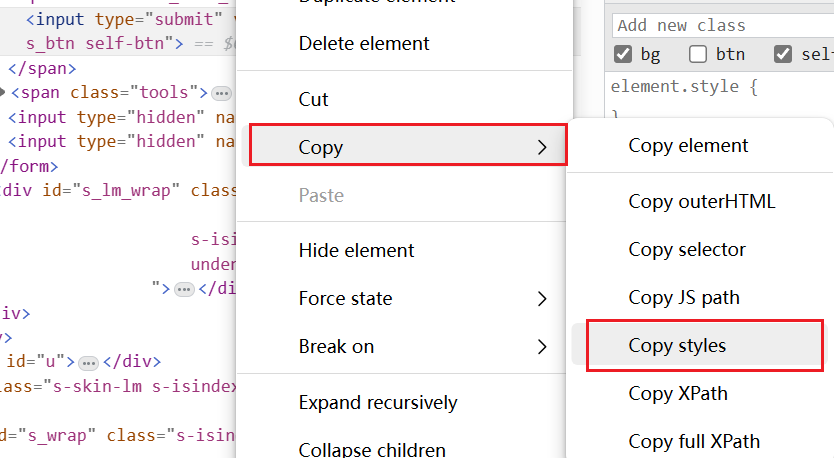 <input type="submit"
s_btn self-btn"> ==
</span>
<span class="tools"> ...
<input type="hidden" na
<input type="hidden" na
/form>
div id="s_lm_wrap" clas
s-isi
under
"> ... </di
iv>
>
id="u"> ... </div>
lass="s-skin-lm s-isindex
d="s_wrap" class="s-isin
Duplicate element
Delete element
Cut
Copy
Paste
Hide element
Force state
Break on
Expand recursively
Collapse children
Add new class
bg btn sel
element.style {
}
Copy element
Copy outerHTML
Copy selector
Copy JS path
Copy styles
Copy XPath
Copy full XPath